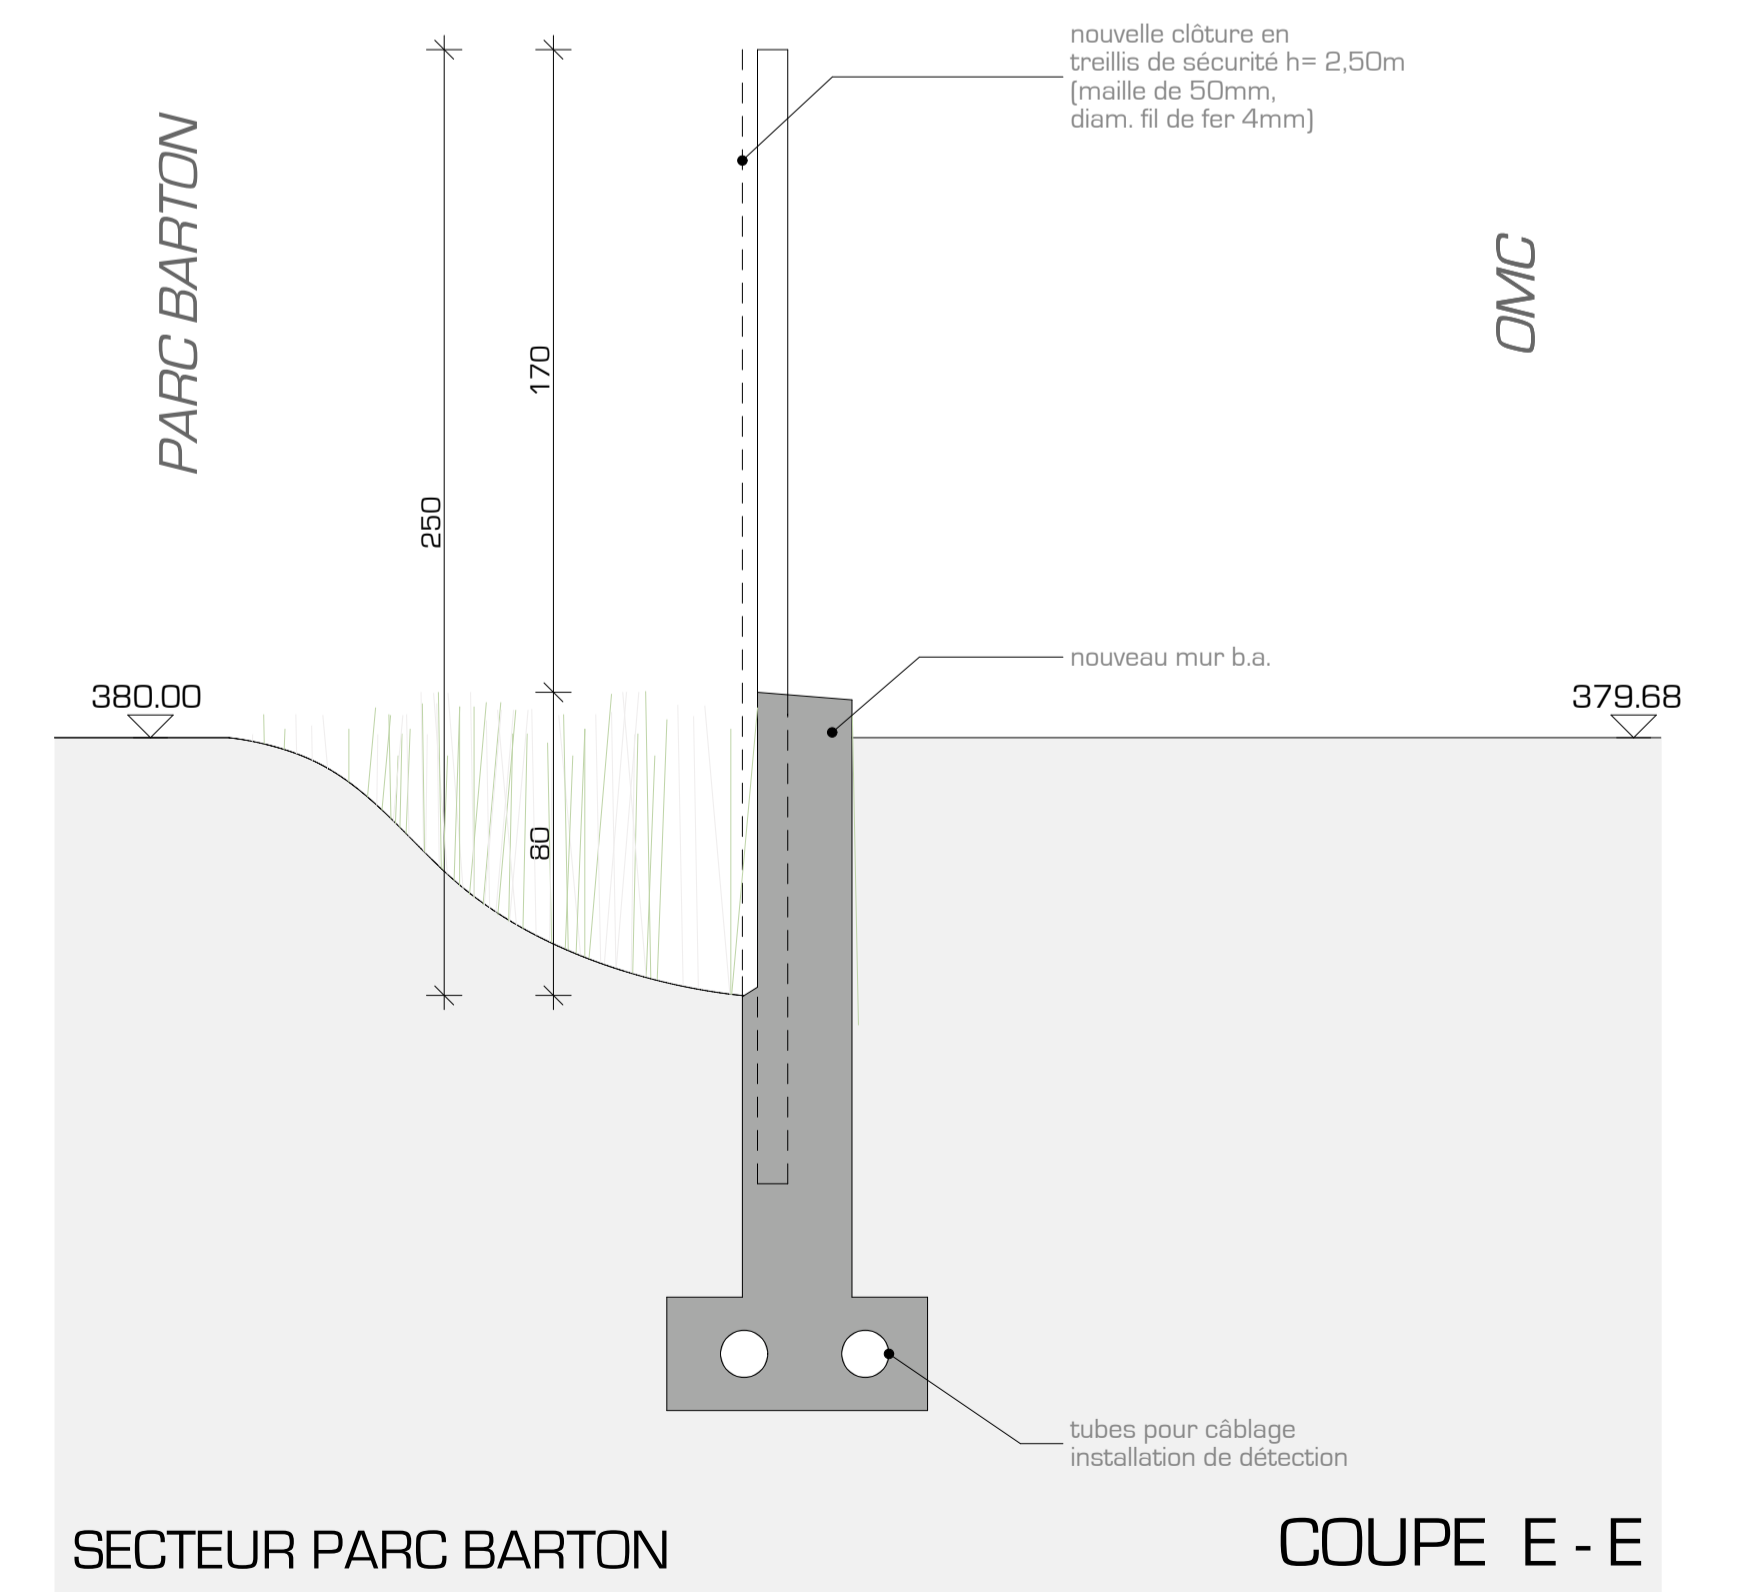 nouvelle clôture en
treillis de sécurité h= 2,50m
(maille de 50mm,
diam. fil de fer 4mm)
PARC BARTON
OMC
170
250
nouveau mur b.a.
380.00
379.68
80
tubes pour câblage
installation de détection
SECTEUR PARC BARTON
COUPE E - E